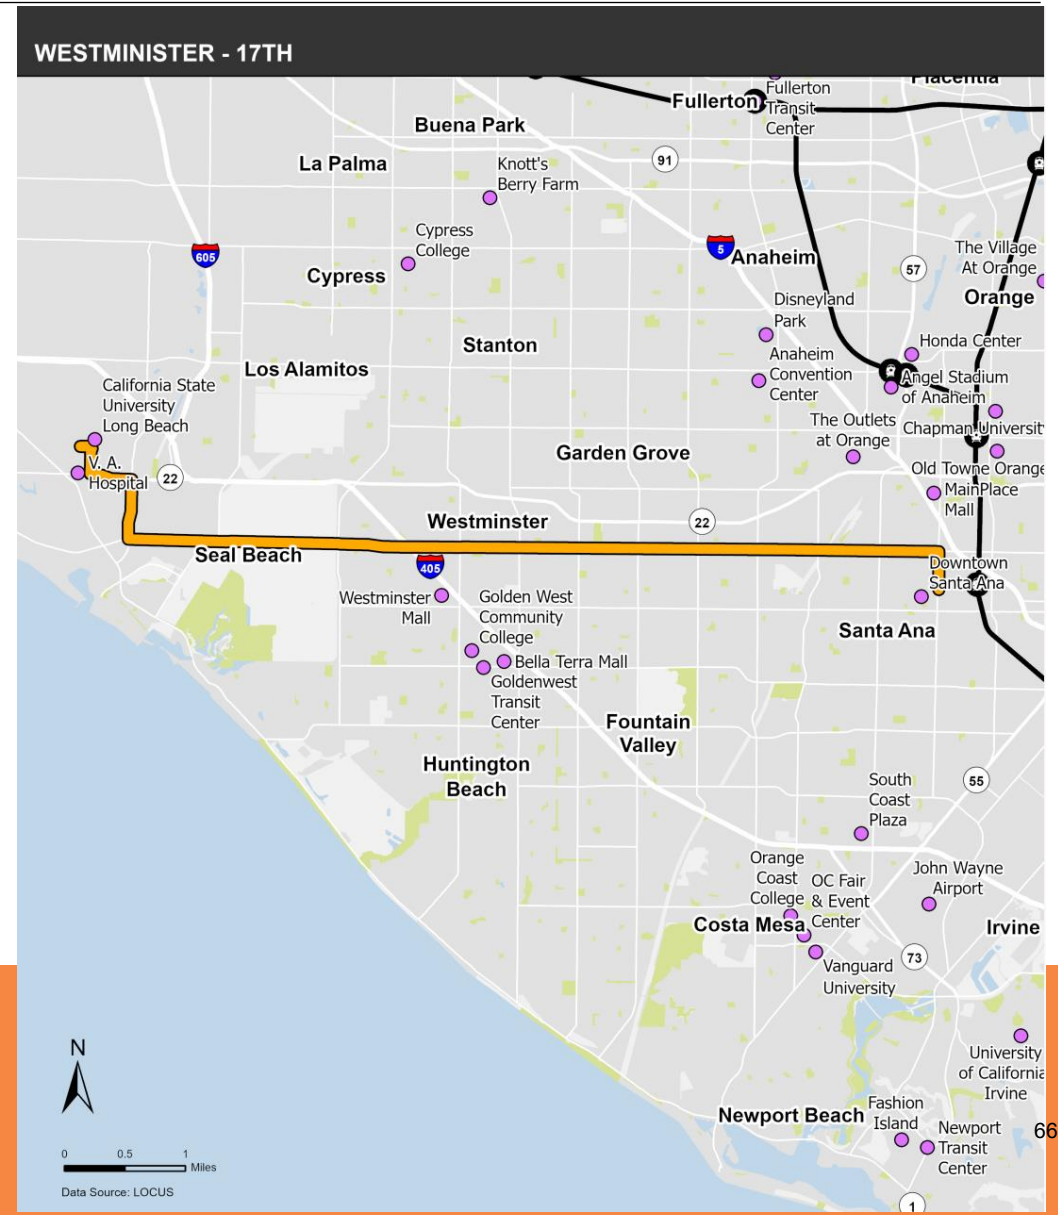 WESTMINISTER - 17TH
Placentia
Fullerton
Fullerton
Transit
Center
Buena Park
La Palma
91
Knott's
Berry Farm
Cypress
College
605
5
Anaheim
57
The Village
At Orange
Cypress
Orange
Disneyland
Park
Stanton
Honda Center
Los Alamitos
Anaheim
Convention
Center
Angel Stadium
of Anaheim
California State
University
Long Beach
The Outlets
at Orange
Chapman University
Garden Grove
V. A.
Hospital
22
Old Towne Orange
MainPlace
Mall
Westminster
22
Seal Beach
405
Downtown
Santa Ana
Westminster
Mall
Golden West
Community
College
Santa Ana
Bella Terra Mall
Goldenwest
Transit
Center
Fountain
Valley
Huntington
Beach
South
Coast
Plaza
55
Orange
Coast
College
OC Fair
& Event
Center
John Wayne
Airport
Costa Mesa
Irvine
73
Vanguard
University
N
University
of California
Irvine
Newport Beach
Fashion
Island
Newport
Transit
Center
66
0 0.5 1
Miles
Data Source: LOCUS
1